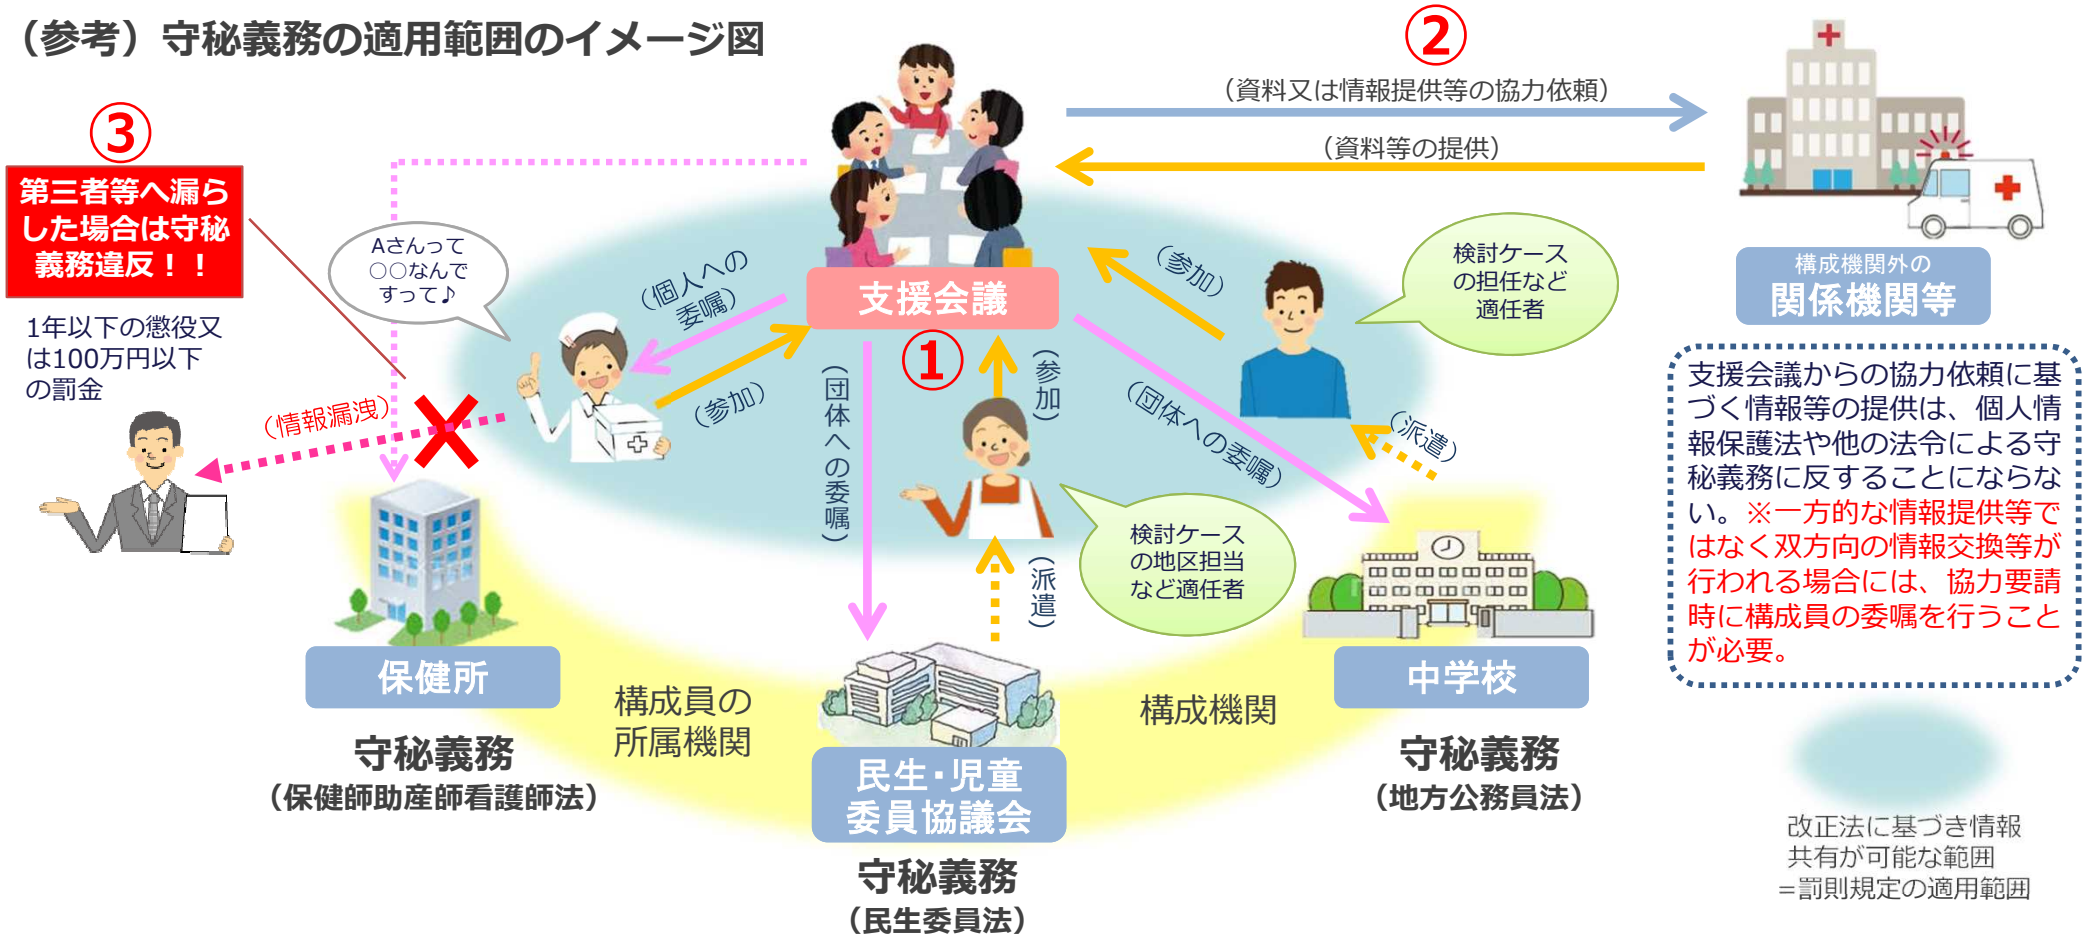 （参考）守秘義務の適用範囲のイメージ図
②
（資料又は情報提供等の協力依頼）
（資料等の提供）
③
第三者等へ漏ら
した場合は守秘
義務違反！！
1年以下の懲役又
は100万円以下
の罰金
Aさんって
○○なんで
すって♪
（情報漏洩）
（個人への
委嘱）
（参加）
支援会議
①
（団体への委嘱）
（参加）
（参加）
（団体への委嘱）
（派遣）
（派遣）
検討ケース
の担任など
適任者
検討ケース
の地区担当
など適任者
構成機関外の
関係機関等
支援会議からの協力依頼に基
づく情報等の提供は、個人情
報保護法や他の法令による守
秘義務に反することにならな
い。※一方的な情報提供等で
はなく双方向の情報交換等が
行われる場合には、協力要請
時に構成員の委嘱を行うこと
が必要。
保健所
守秘義務
（保健師助産師看護師法）
構成員の
所属機関
民生・児童
委員協議会
守秘義務
（民生委員法）
構成機関
中学校
守秘義務
（地方公務員法）
改正法に基づき情報
共有が可能な範囲
=罰則規定の適用範囲